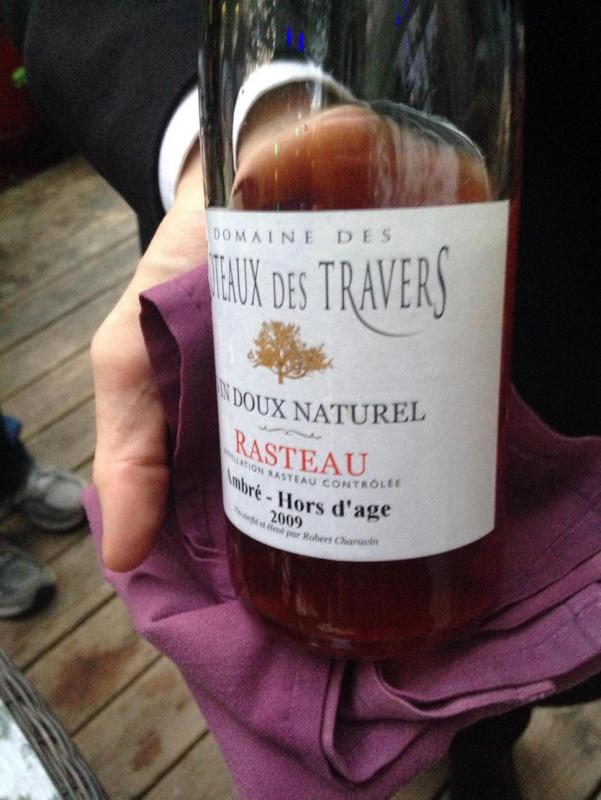 DOMAINE DES
OTEAUX DES TRAVERS
IN DOUX NATUREL
RASTEAU
APPELLATION RASTEAU CONTRÔLÉE
Ambré - Hors d'age
2009
Vin vinifié et élevé par Robert Charavin